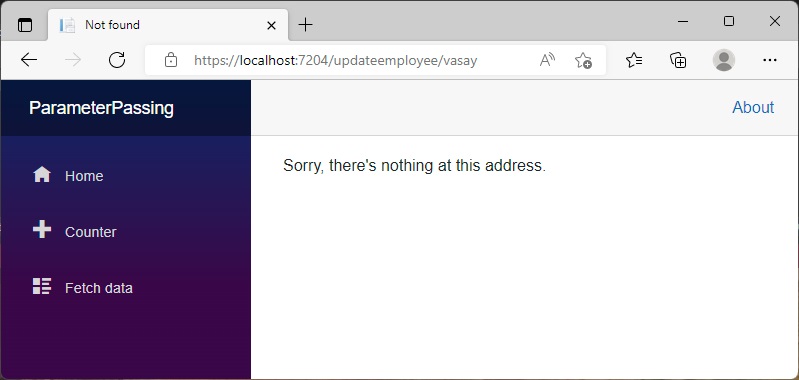 Not found
https://localhost:7204/updateemployee/vasay
ParameterPassing
About
Home
Sorry, there's nothing at this address.
Counter
Fetch data